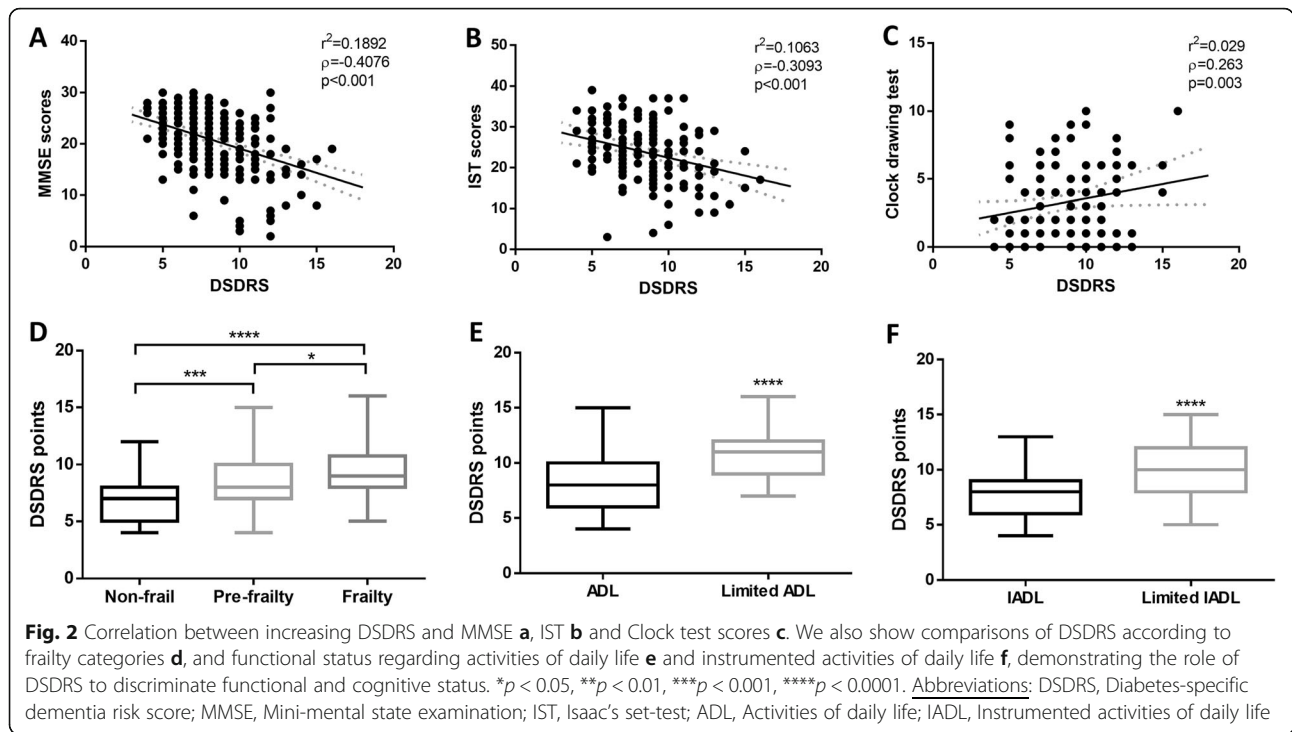 A
r²=0.1892
ρ=-0.4076
p<0.001
MMSE scores
40
30
20
10
0
0 5 10 15 20
DSDRS
B
r²=0.1063
ρ=-0.3093
p<0.001
IST scores
50
40
30
20
10
0
0 5 10 15 20
DSDRS
C
r²=0.029
ρ=0.263
p=0.003
Clock drawing test
15
10
5
0
0 5 10 15 20
DSDRS
D
****
***
*
DSDRS points
20
15
10
5
0
Non-frail Pre-frailty Frailty
E
****
DSDRS points
20
15
10
5
0
ADL Limited ADL
F
****
DSDRS points
20
15
10
5
0
IADL Limited IADL
Fig. 2 Correlation between increasing DSDRS and MMSE a, IST b and Clock test scores c. We also show comparisons of DSDRS according to
frailty categories d, and functional status regarding activities of daily life e and instrumented activities of daily life f, demonstrating the role of
DSDRS to discriminate functional and cognitive status. *p < 0.05, **p < 0.01, ***p < 0.001, ****p < 0.0001. Abbreviations: DSDRS, Diabetes-specific
dementia risk score; MMSE, Mini-mental state examination; IST, Isaac's set-test; ADL, Activities of daily life; IADL, Instrumented activities of daily life